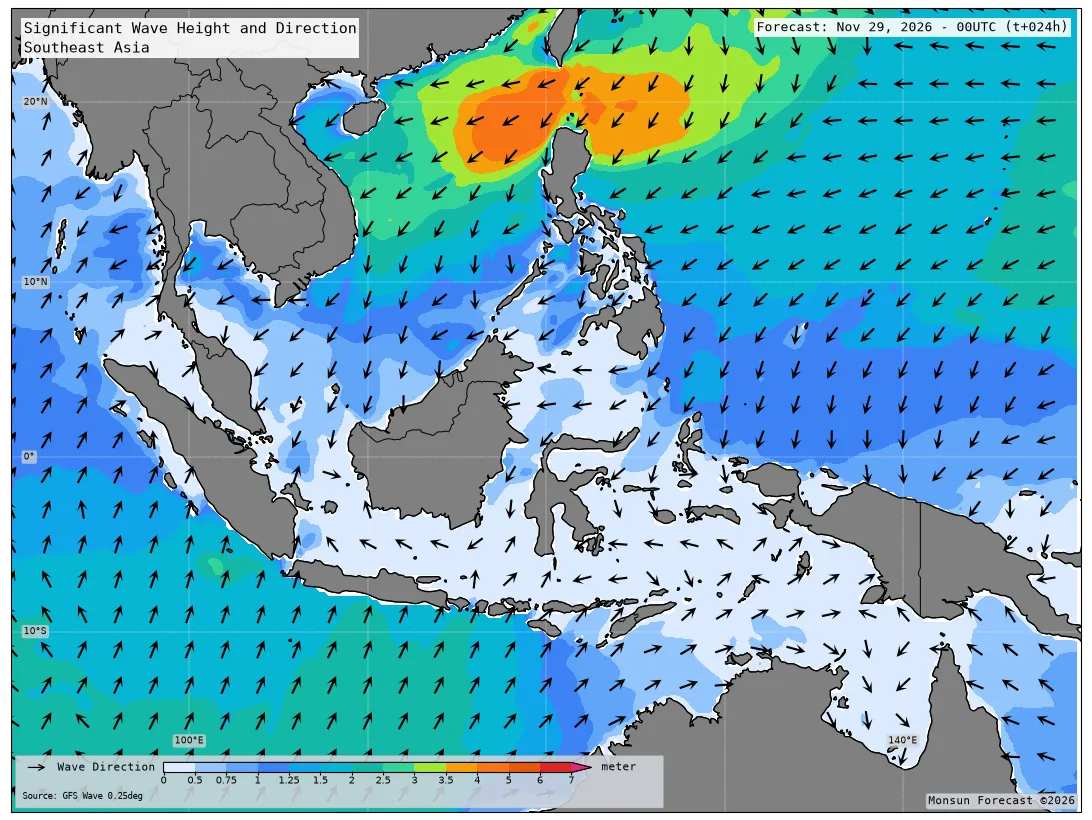 Significant Wave Height and Direction
Southeast Asia
Forecast: Nov 29, 2026 - 00UTC (t+024h)
20°N
10°N
0°
10°S
100°E
140°E
Wave Direction
meter
0 0.5 0.75 1 1.25 1.5 2 2.5 3 3.5 4 5 6 7
Source: GFS Wave 0.25deg
Monsun Forecast ©2026